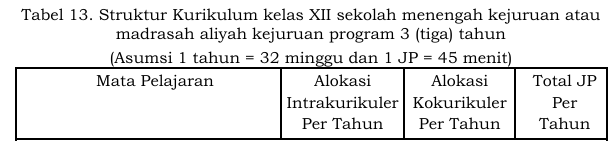 Tabel 13. Struktur Kurikulum kelas XII sekolah menengah kejuruan atau
madrasah aliyah kejuruan program 3 (tiga) tahun
(Asumsi 1 tahun = 32 minggu dan 1 JP = 45 menit)
Mata Pelajaran Alokasi Alokasi Total JP
Intrakurikuler Kokurikuler Per
Per Tahun Per Tahun Tahun